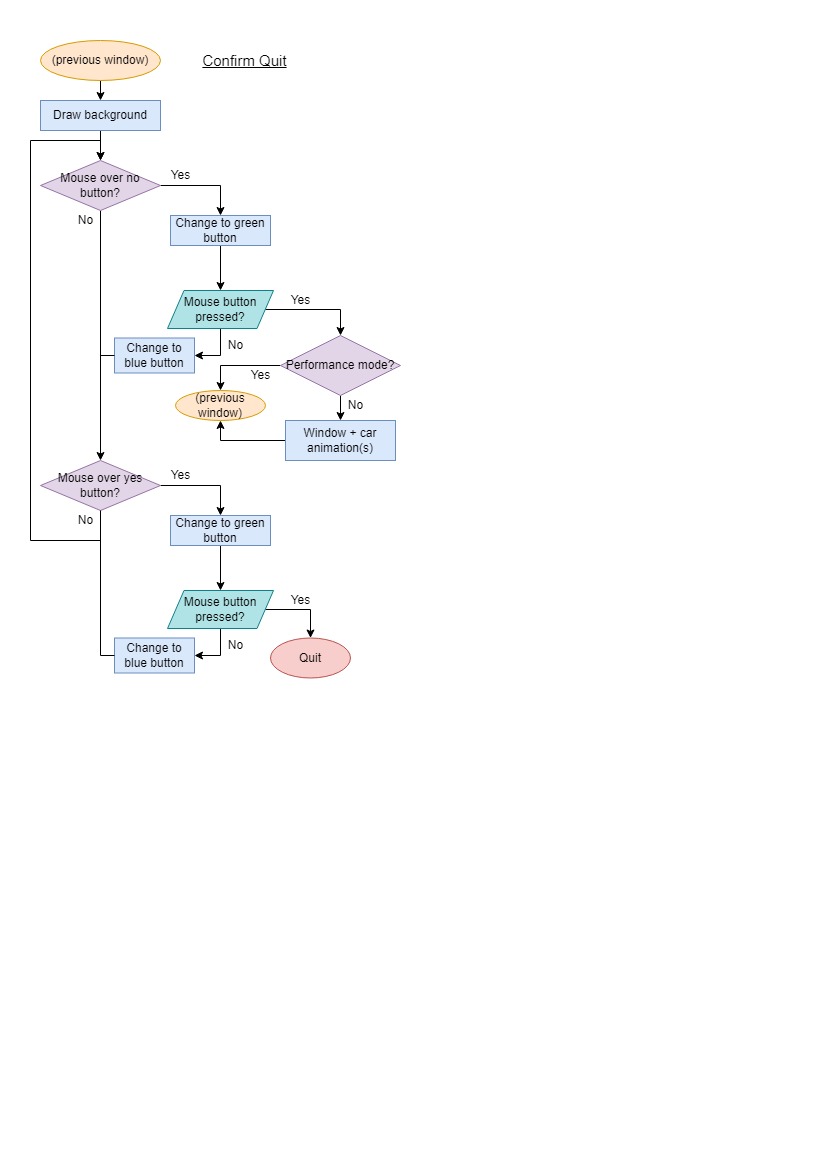 (previous window)
Confirm Quit
Draw background
Mouse over no
button?
Yes
No
Change to green
button
Mouse button
pressed?
Yes
No
Change to
blue button
Performance mode?
Yes
No
(previous
window)
Window + car
animation(s)
Mouse over yes
button?
Yes
No
Change to green
button
Mouse button
pressed?
Yes
No
Change to
blue button
Quit